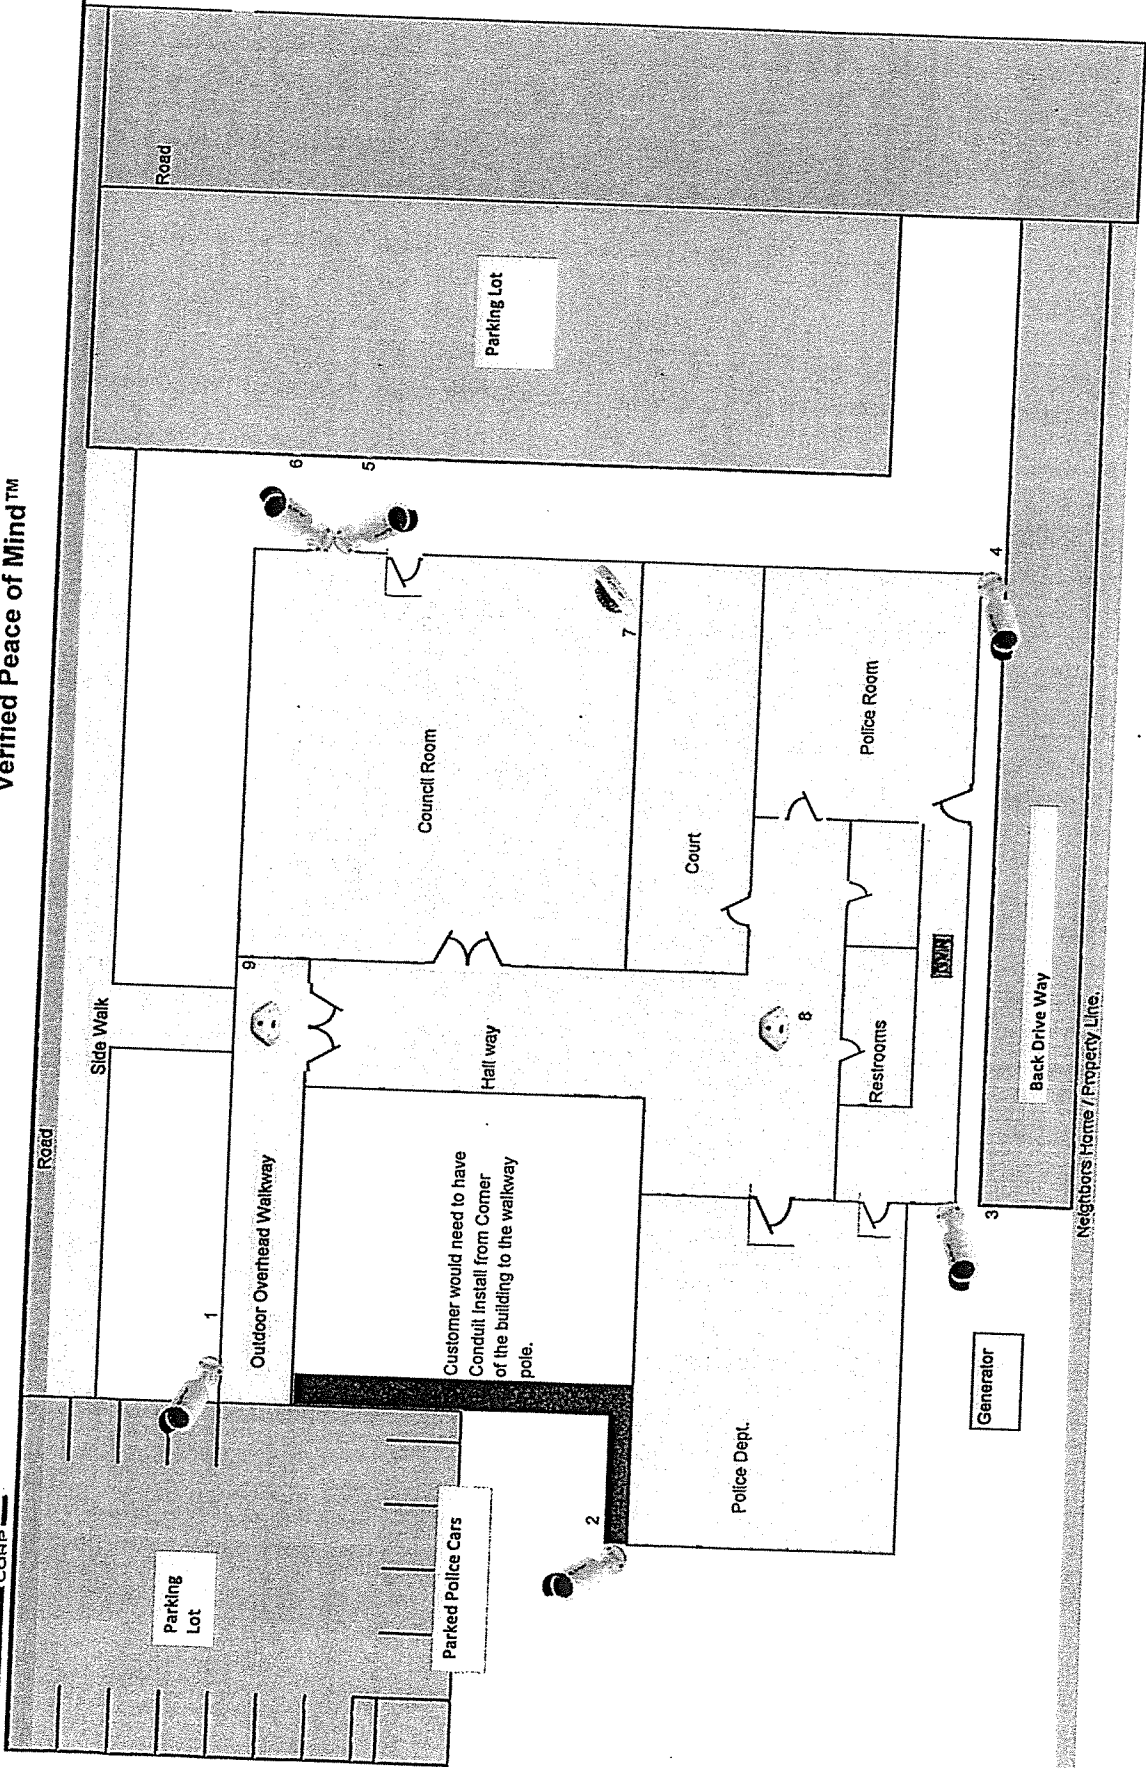 CORP
Verified Peace of Mind™
Road
Side Walk
Road
Parking
Lot
1
Outdoor Overhead Walkway
9
6
5
Parking Lot
Parked Police Cars
Customer would need to have
Conduit Install from Corner
of the building to the walkway
pole.
Hall way
Council Room
7
2
Police Dept.
8
Court
Restrooms
Police Room
4
3
Generator
Back Drive Way
Neighbors Home / Property Line.